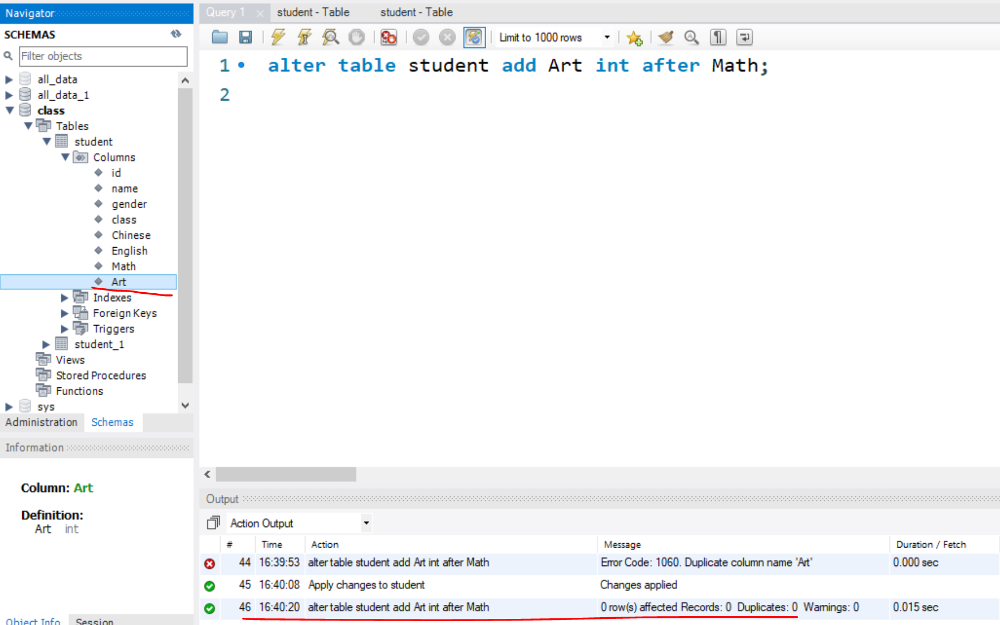 Navigator
SCHEMAS
Filter objects
all_data
all_data_1
class
Tables
student
Columns
id
name
gender
class
Chinese
English
Math
Art
Indexes
Foreign Keys
Triggers
student_1
Views
Stored Procedures
Functions
sys
Administration Schemas
Information
Column: Art
Definition:
Art int
Object Info Session
Query 1 student - Table student - Table
Limit to 1000 rows
1 alter table student add Art int after Math;
2
Output
Action Output
# Time Action Message Duration / Fetch
44 16:39:53 alter table student add Art int after Math Error Code: 1060. Duplicate column name 'Art' 0.000 sec
45 16:40:08 Apply changes to student Changes applied
46 16:40:20 alter table student add Art int after Math 0 row(s) affected Records: 0 Duplicates: 0 Warnings: 0 0.015 sec